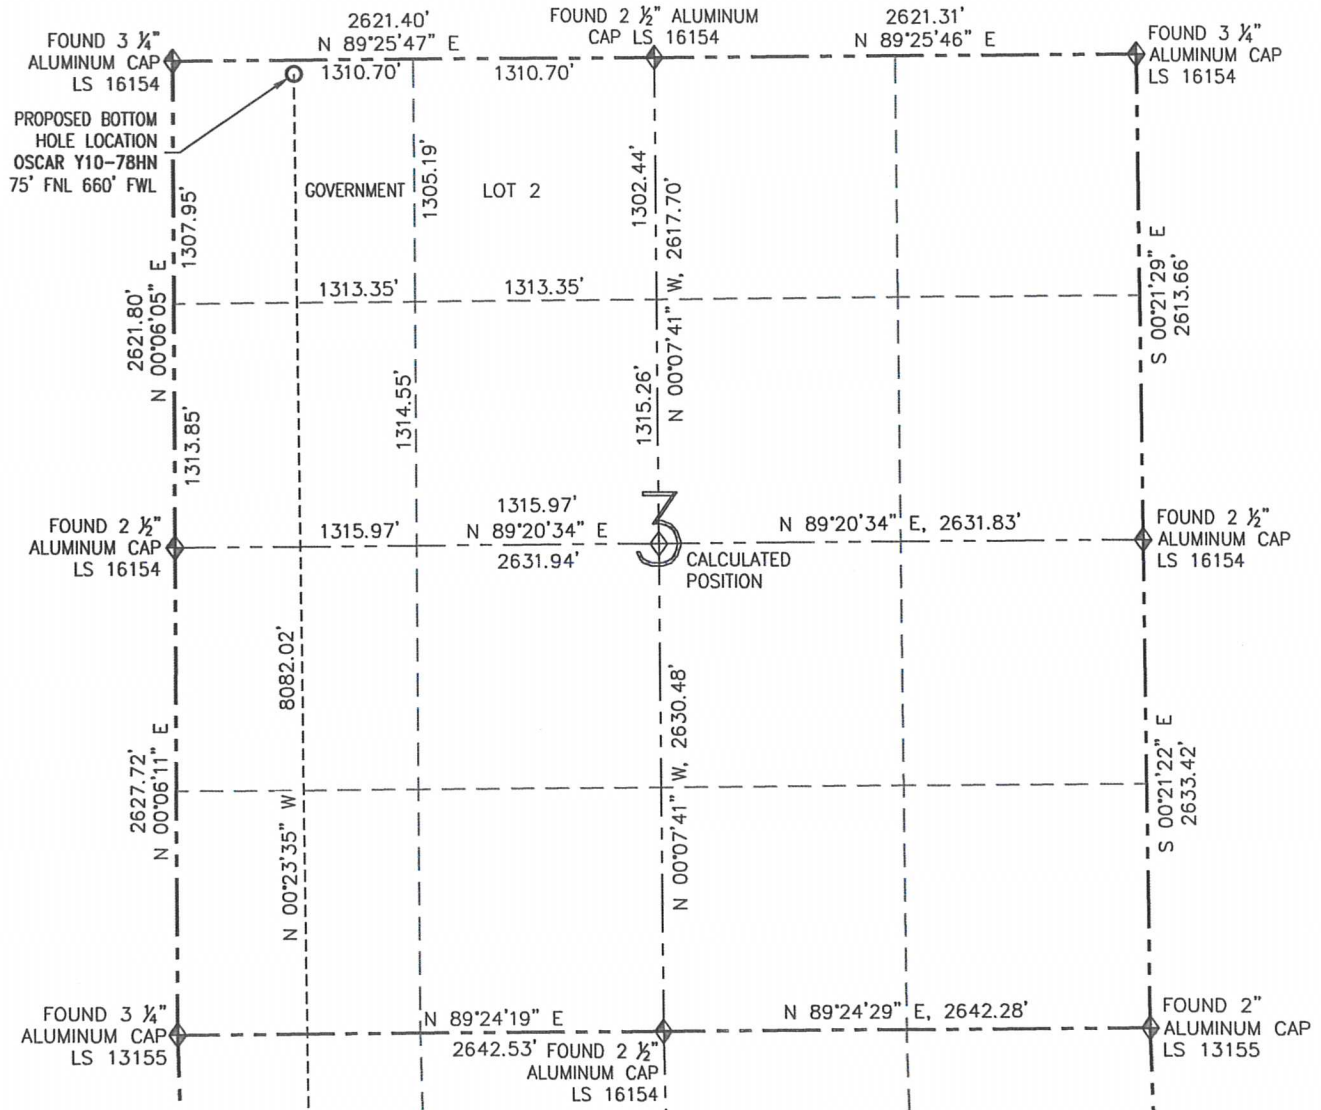 2621.40'
N 89°25'47" E
FOUND 2 ½" ALUMINUM
CAP LS 16154
2621.31'
N 89°25'46" E
FOUND 3 ¼"
ALUMINUM CAP
LS 16154
FOUND 3 ¼"
ALUMINUM CAP
LS 16154
1310.70'
1310.70'
PROPOSED BOTTOM
HOLE LOCATION
OSCAR Y10-78HN
75' FNL 660' FWL
GOVERNMENT
LOT 2
1307.95'
1305.19'
1302.44'
N 00°07'41" W, 2617.70'
2621.80'
N 00°06'05" E
S 00°21'29" E
2613.66'
1313.35'
1313.35'
1313.85'
1314.55'
1315.26'
3
FOUND 2 ½"
ALUMINUM CAP
LS 16154
1315.97'
1315.97'
N 89°20'34" E
2631.94'
CALCULATED
POSITION
N 89°20'34" E, 2631.83'
FOUND 2 ½"
ALUMINUM CAP
LS 16154
8082.02'
N 00°23'35" W
2627.72'
N 00°06'11" E
N 00°07'41" W, 2630.48'
S 00°21'22" E
2633.42'
FOUND 3 ¼"
ALUMINUM CAP
LS 13155
N 89°24'19" E
2642.53'
FOUND 2 ½"
ALUMINUM CAP
LS 16154
N 89°24'29" E, 2642.28'
FOUND 2"
ALUMINUM CAP
LS 13155